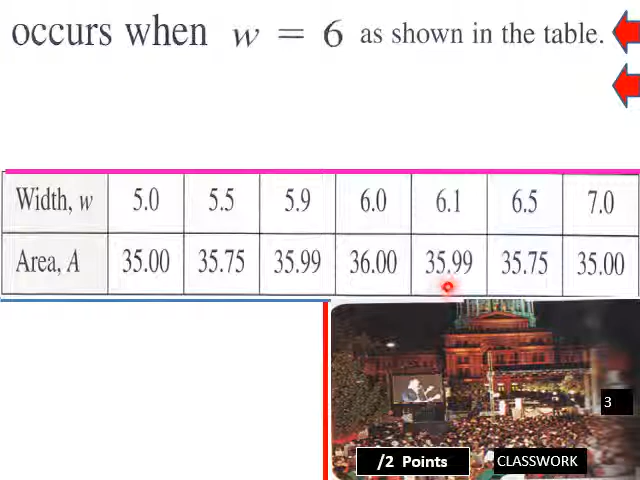 occurs when w = 6 as shown in the table.
Width, w 5.0 5.5 5.9 6.0 6.1 6.5 7.0
Area, A 35.00 35.75 35.99 36.00 35.99 35.75 35.00
3
/2 Points CLASSWORK